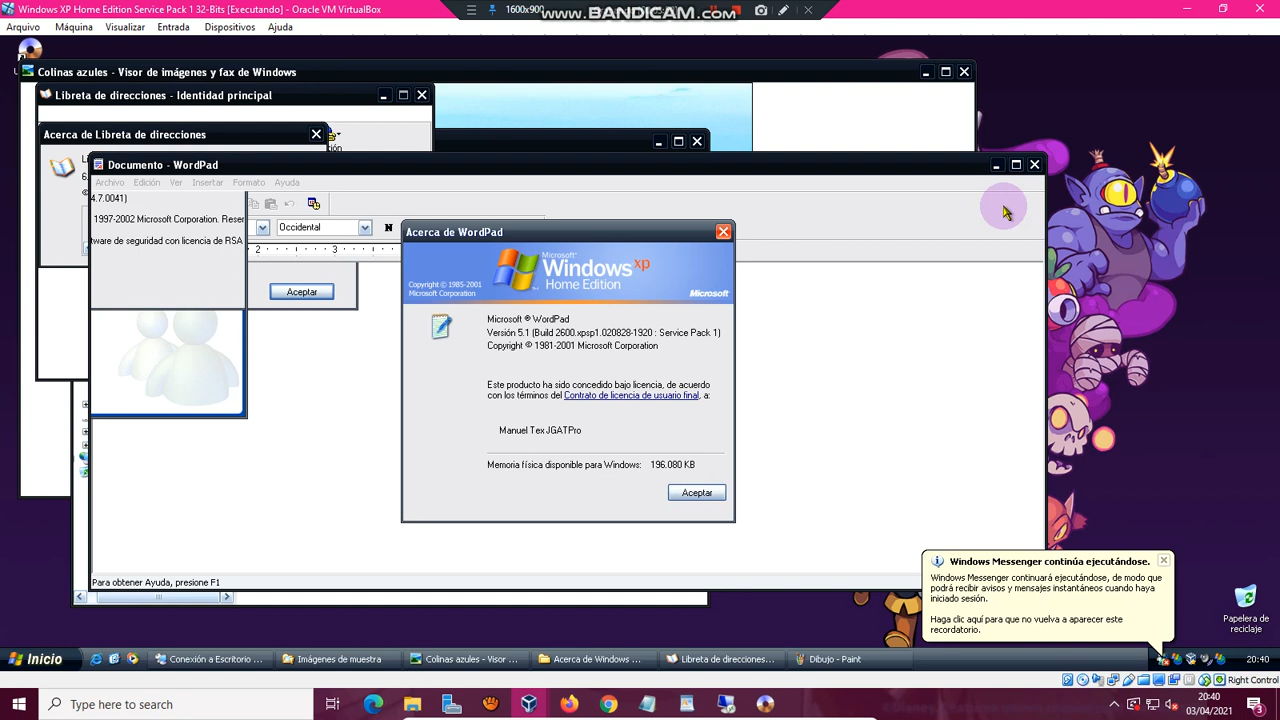 Windows XP Home Edition Service Pack 1 32-Bits [Executando] - Oracle VM VirtualBox
1600x900
www.BANDICAM.com
Arquivo Máquina Visualizar Entrada Dispositivos Ajuda
Colinas azules - Visor de imágenes y fax de Windows
Libreta de direcciones - Identidad principal
Acerca de Libreta de direcciones
Documento - WordPad
Archivo Edición Ver Insertar Formato Ayuda
4.7.0041)
1997-2002 Microsoft Corporation. Reser
tware de seguridad con licencia de RSA
Occidental
N
2 3
Aceptar
Acerca de WordPad
Microsoft®
Windows xp
Home Edition
Copyright © 1985-2001
Microsoft Corporation
Microsoft
Microsoft ® WordPad
Versión 5.1 (Build 2600.xpsp1.020828-1920 : Service Pack 1)
Copyright © 1981-2001 Microsoft Corporation
Este producto ha sido concedido bajo licencia, de acuerdo
con los términos del Contrato de licencia de usuario final, a:
Manuel Tex JGATPro
Memoria física disponible para Windows: 196.080 KB
Aceptar
Para obtener Ayuda, presione F1
Windows Messenger continúa ejecutándose.
Windows Messenger continuará ejecutándose, de modo que
podrá recibir avisos y mensajes instantáneos cuando haya
iniciado sesión.
Haga clic aquí para que no vuelva a aparecer este
recordatorio.
Papelera de
reciclaje
Inicio
Conexión a Escritorio ...
Imágenes de muestra
Colinas azules - Visor ...
Acerca de Windows ...
Libreta de direcciones...
Dibujo - Paint
20:40
Right Control
Type here to search
20:40
03/04/2021
3